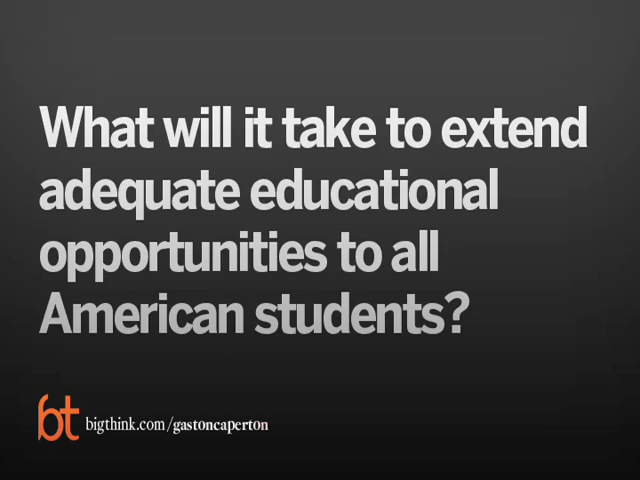 What will it take to extend
adequate educational
opportunities to all
American students?
bt bigthink.com/gastoncaperton